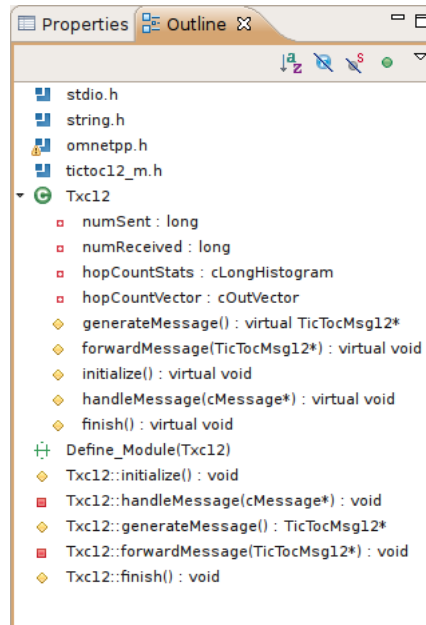 Properties Outline
stdio.h
string.h
omnetpp.h
tictoc12_m.h
Txc12
numSent : long
numReceived : long
hopCountStats : cLongHistogram
hopCountVector : cOutVector
generateMessage() : virtual TicTocMsg12*
forwardMessage(TicTocMsg12*) : virtual void
initialize() : virtual void
handleMessage(cMessage*) : virtual void
finish() : virtual void
Define_Module(Txc12)
Txc12::initialize() : void
Txc12::handleMessage(cMessage*) : void
Txc12::generateMessage() : TicTocMsg12*
Txc12::forwardMessage(TicTocMsg12*) : void
Txc12::finish() : void